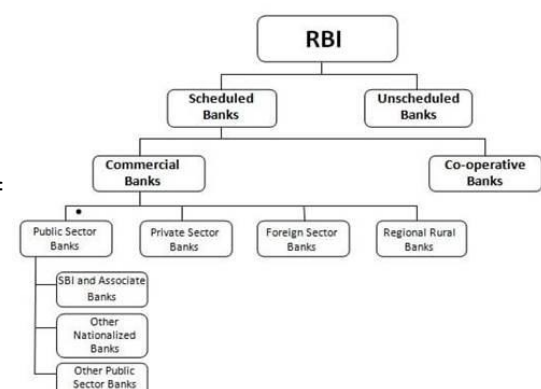 RBI
Scheduled
Banks
Unscheduled
Banks
Commercial
Banks
Co-operative
Banks
Public Sector
Banks
Private Sector
Banks
Foreign Sector
Banks
Regional Rural
Banks
SBI and Associate
Banks
Other
Nationalized
Banks
Other Public
Sector Banks